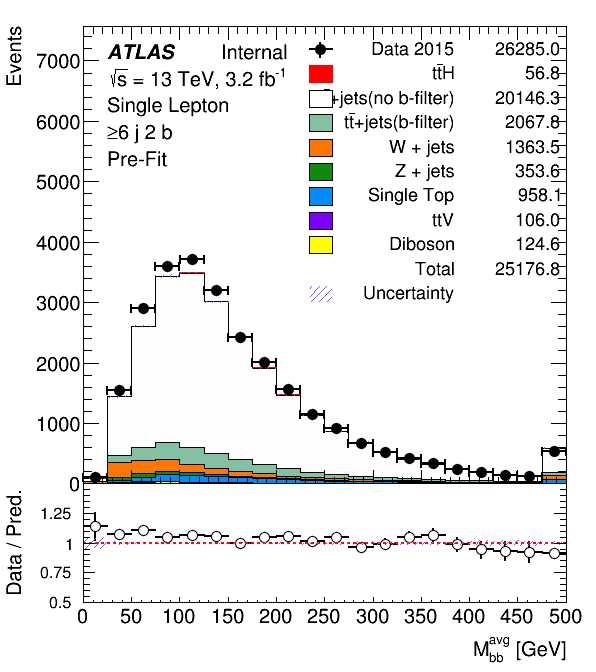 Events
ATLAS Internal
√s = 13 TeV, 3.2 fb-1
Single Lepton
≥6 j 2 b
Pre-Fit
Data 2015 26285.0
tt̄H 56.8
+jets(no b-filter) 20146.3
tt̄+jets(b-filter) 2067.8
W + jets 1363.5
Z + jets 353.6
Single Top 958.1
ttV 106.0
Diboson 124.6
Total 25176.8
Uncertainty
7000
6000
5000
4000
3000
2000
1000
0
Data / Pred.
1.25
1
0.75
0.5
0 50 100 150 200 250 300 350 400 450 500
M avg bb [GeV]